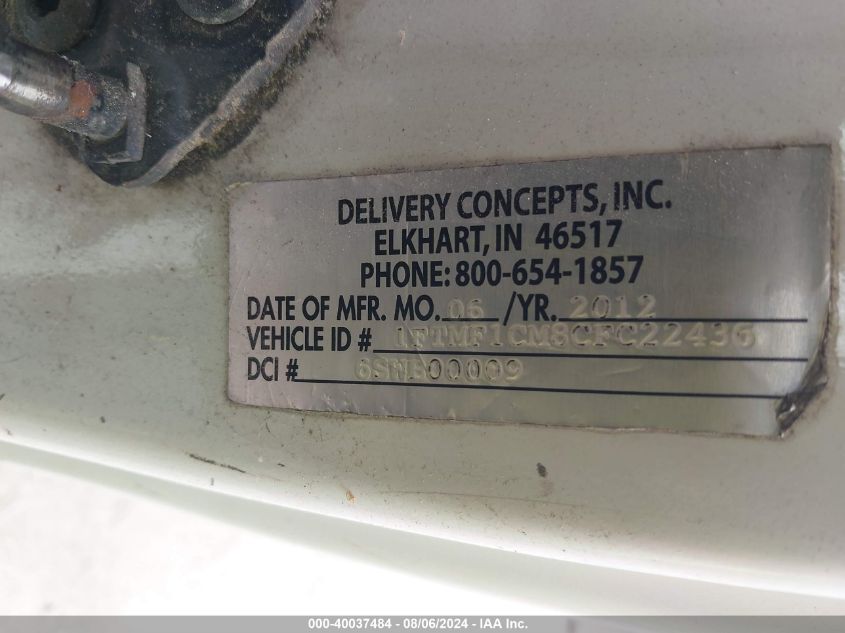 DELIVERY CONCEPTS, INC.
ELKHART, IN 46517
PHONE: 800-654-1857
DATE OF MFR. MO. 06 /YR. 2012
VEHICLE ID # 1FTMF1CM8CFC22436
DCI #
000-40037484 - 08/06/2024 - IAA Inc.